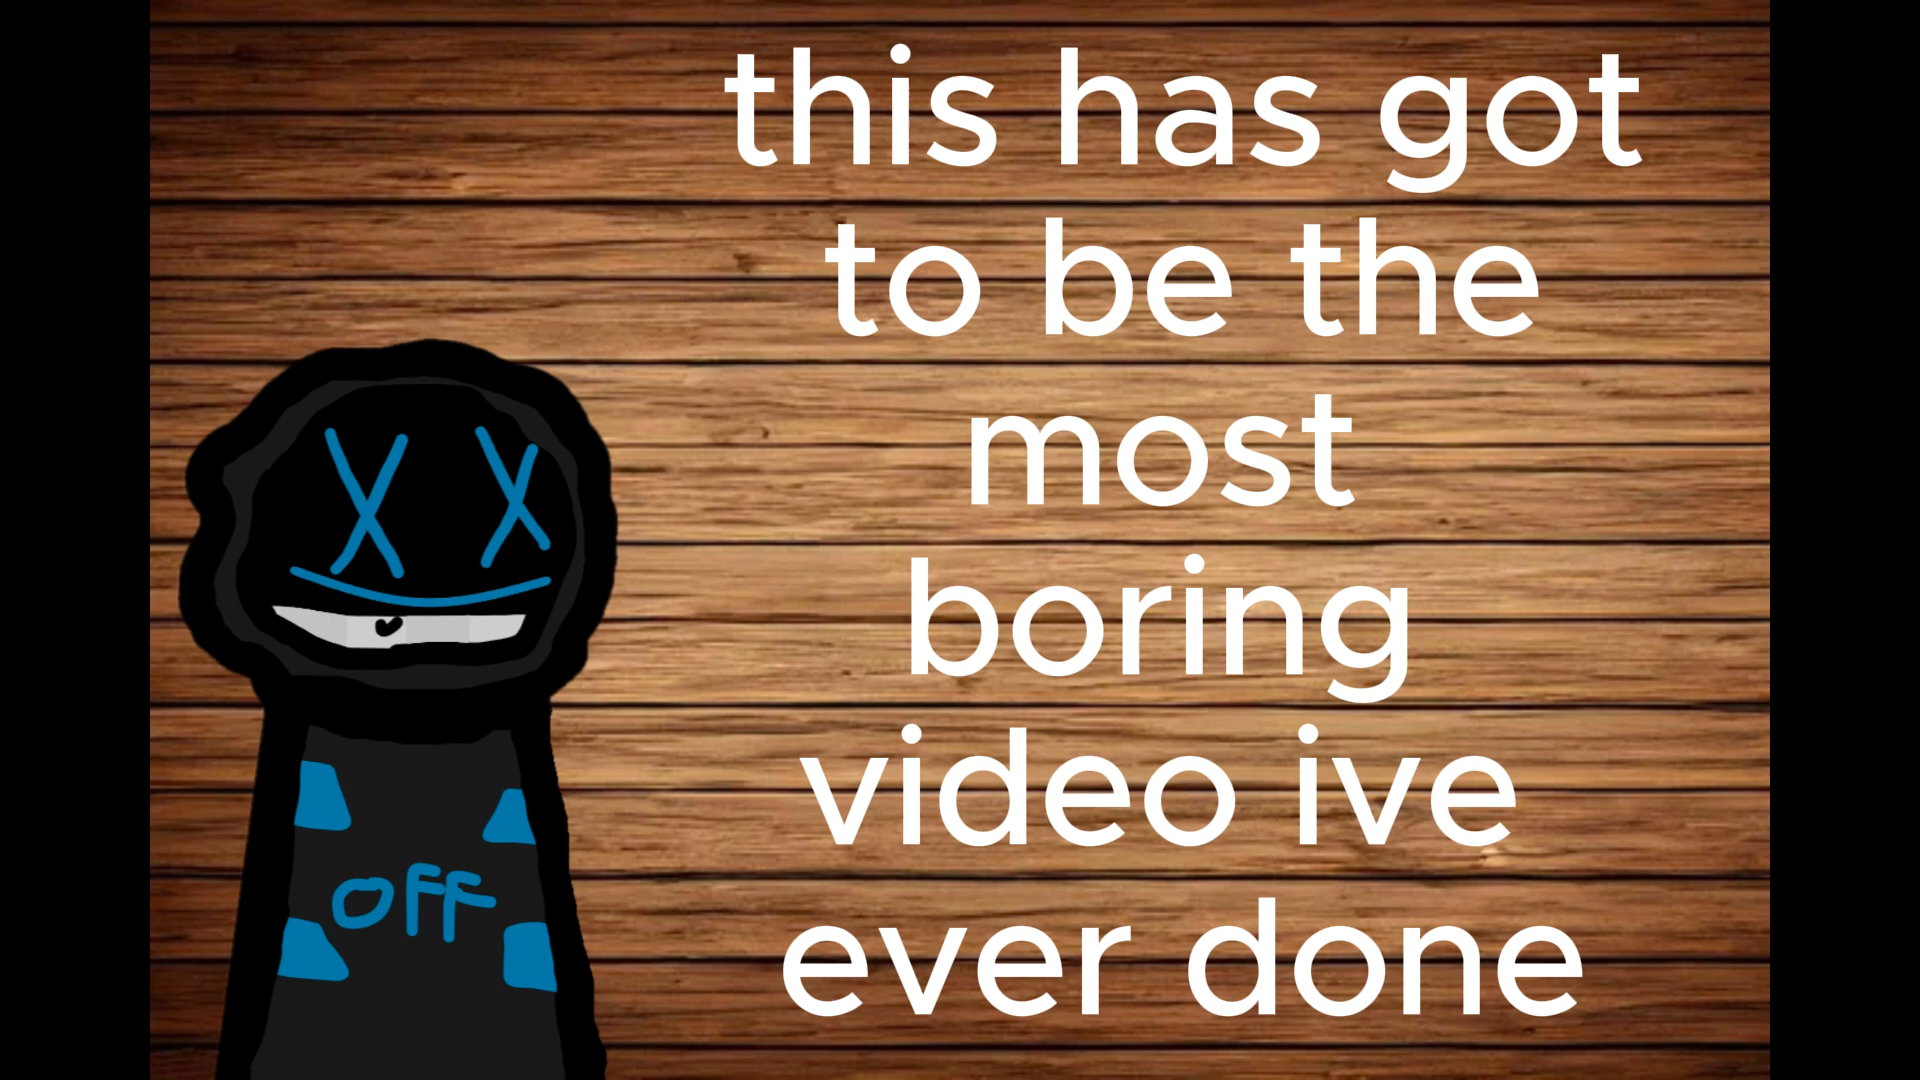 this has got
to be the
most
boring
video ive
ever done
off